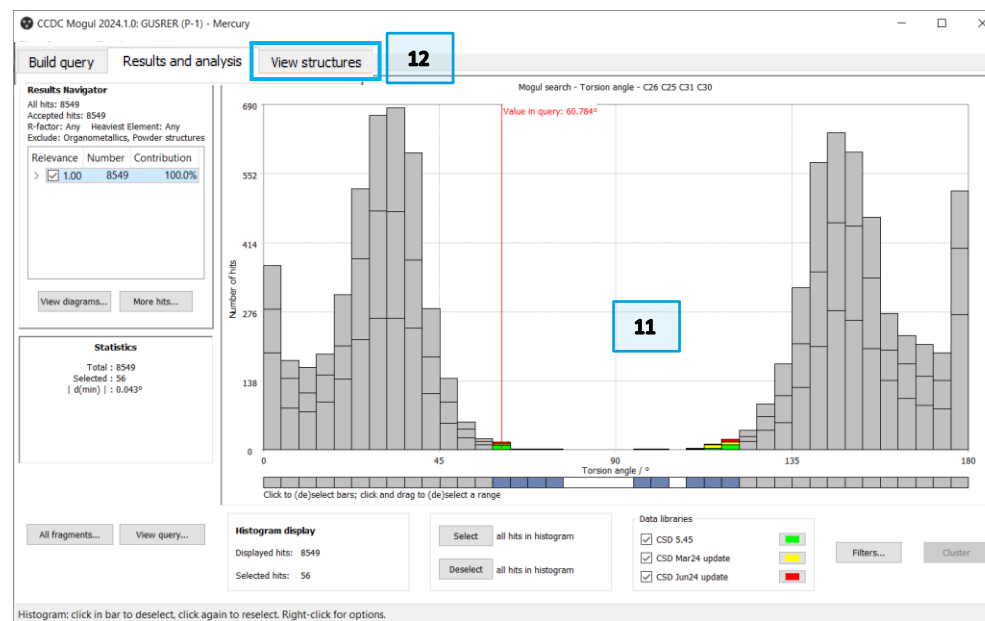 CCDC Mogul 2024.1.0: GUSRER (P-1) - Mercury
Build query
Results and analysis
View structures
12
Results Navigator
All hits: 8549
Accepted hits: 8549
R-factor: Any Heaviest Element: Any
Exclude: Organometallics, Powder structures
Relevance Number Contribution
1.00 8549 100.0%
View diagrams...
More hits...
Statistics
Total : 8549
Selected : 56
| d(min) | : 0.043º
Mogul search - Torsion angle - C26 C25 C31 C30
Value in query: 60.784º
Number of hits
690
552
414
276
138
0
11
0 45 90 135 180
Torsion angle / º
Click to (de)select bars; click and drag to (de)select a range
All fragments...
View query...
Histogram display
Displayed hits: 8549
Selected hits: 56
Select all hits in histogram
Deselect all hits in histogram
Data libraries
CSD 5.45
CSD Mar24 update
CSD Jun24 update
Filters...
Cluster
Histogram: click in bar to deselect, click again to reselect. Right-click for options.